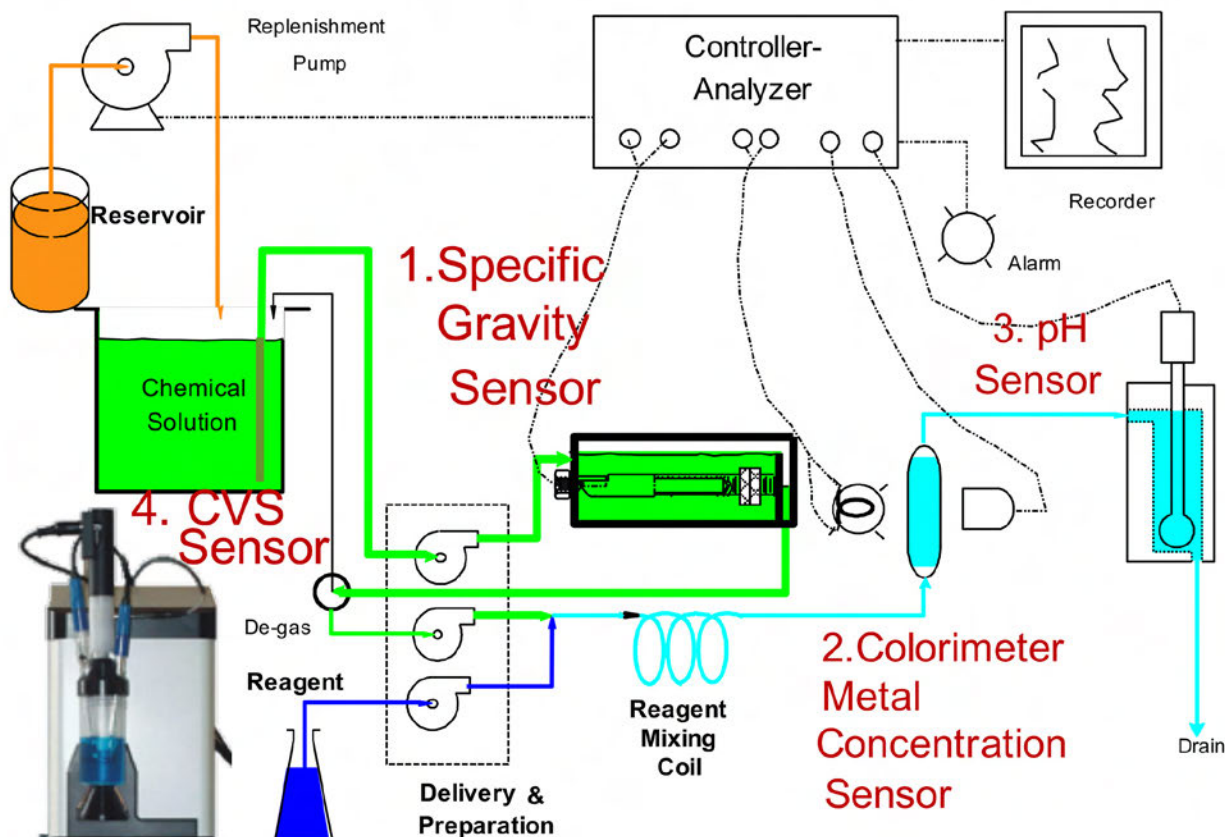 Replenishment
Pump
Controller-
Analyzer
Recorder
Alarm
Reservoir
1.Specific
Gravity
Sensor
3. pH
Sensor
Chemical
Solution
4. CVS
Sensor
De-gas
Reagent
Reagent
Mixing
Coil
2.Colorimeter
Metal
Concentration
Sensor
Drain
Delivery &
Preparation